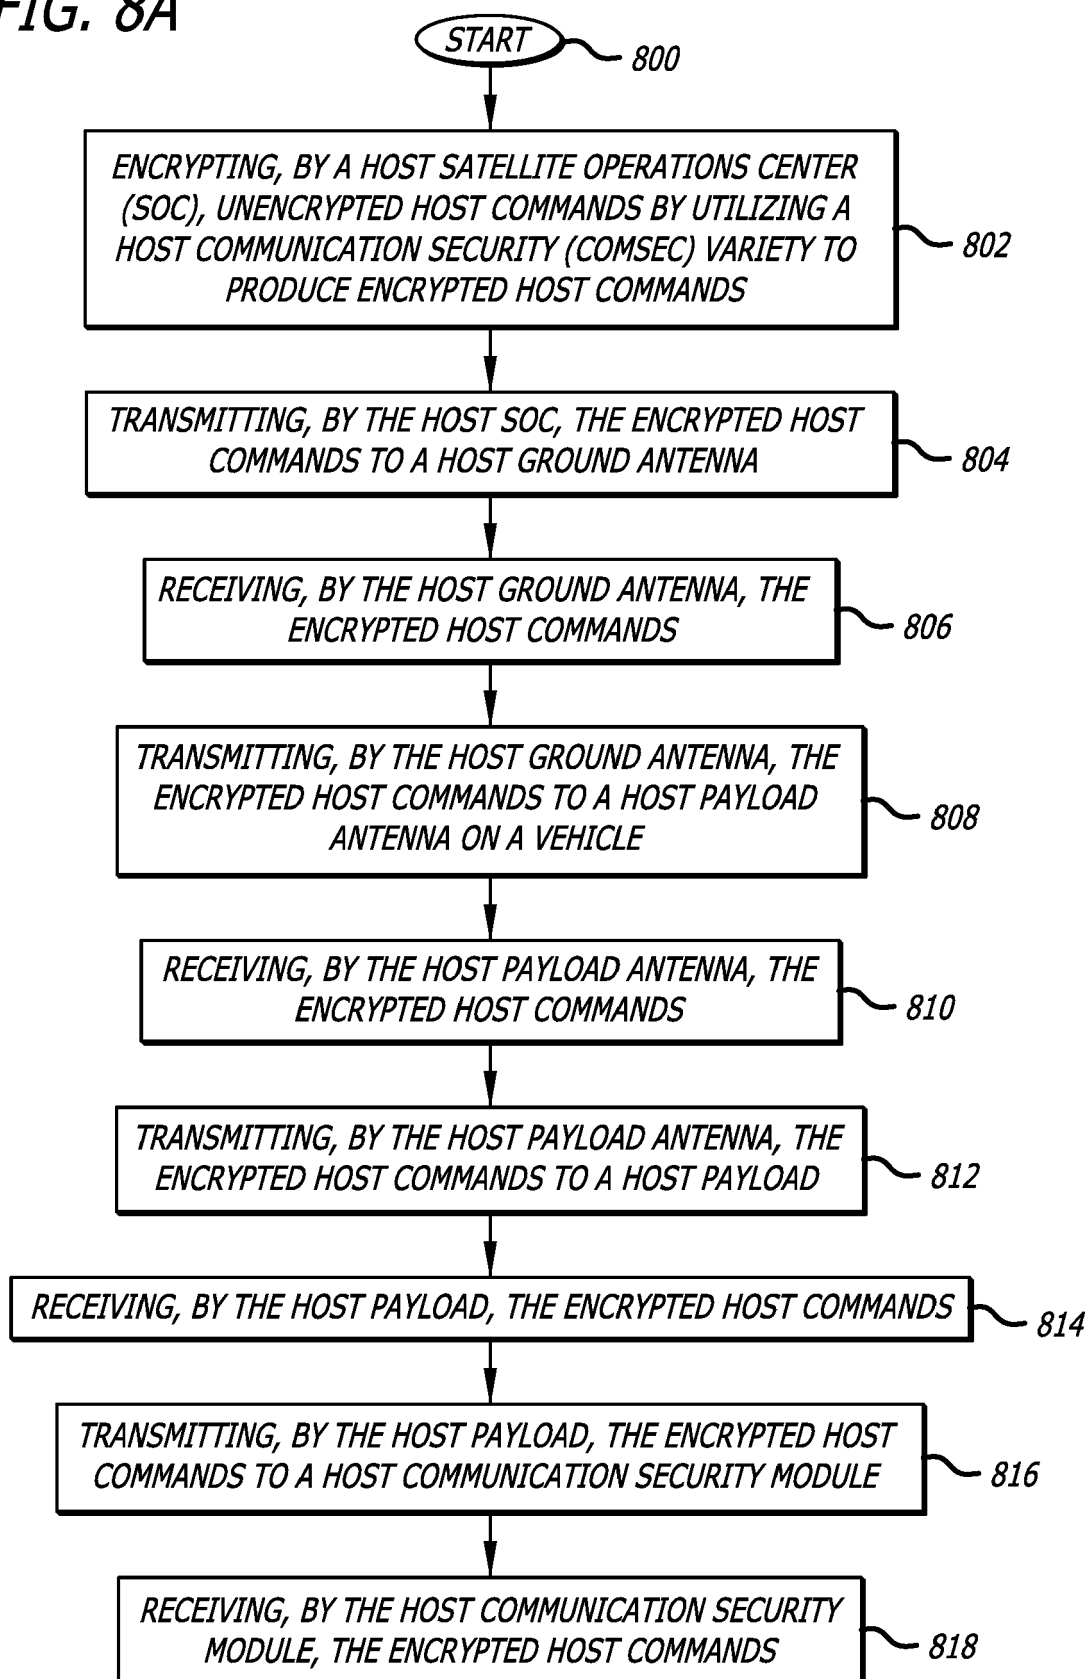 FIG. 8A
START
800
ENCRYPTING, BY A HOST SATELLITE OPERATIONS CENTER
(SOC), UNENCRYPTED HOST COMMANDS BY UTILIZING A
HOST COMMUNICATION SECURITY (COMSEC) VARIETY TO
PRODUCE ENCRYPTED HOST COMMANDS
802
TRANSMITTING, BY THE HOST SOC, THE ENCRYPTED HOST
COMMANDS TO A HOST GROUND ANTENNA
804
RECEIVING, BY THE HOST GROUND ANTENNA, THE
ENCRYPTED HOST COMMANDS
806
TRANSMITTING, BY THE HOST GROUND ANTENNA, THE
ENCRYPTED HOST COMMANDS TO A HOST PAYLOAD
ANTENNA ON A VEHICLE
808
RECEIVING, BY THE HOST PAYLOAD ANTENNA, THE
ENCRYPTED HOST COMMANDS
810
TRANSMITTING, BY THE HOST PAYLOAD ANTENNA, THE
ENCRYPTED HOST COMMANDS TO A HOST PAYLOAD
812
RECEIVING, BY THE HOST PAYLOAD, THE ENCRYPTED HOST COMMANDS
814
TRANSMITTING, BY THE HOST PAYLOAD, THE ENCRYPTED HOST
COMMANDS TO A HOST COMMUNICATION SECURITY MODULE
816
RECEIVING, BY THE HOST COMMUNICATION SECURITY
MODULE, THE ENCRYPTED HOST COMMANDS
818